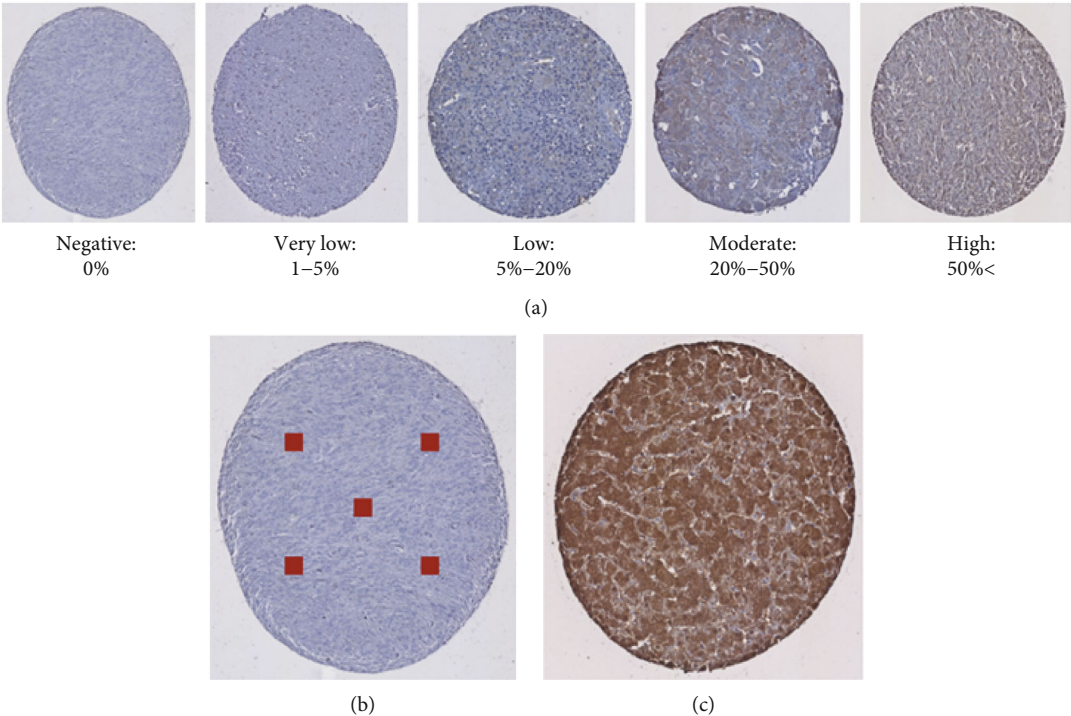 Negative:
0%
Very low:
1–5%
Low:
5%–20%
Moderate:
20%–50%
High:
50%<
(a)
(b)
(c)